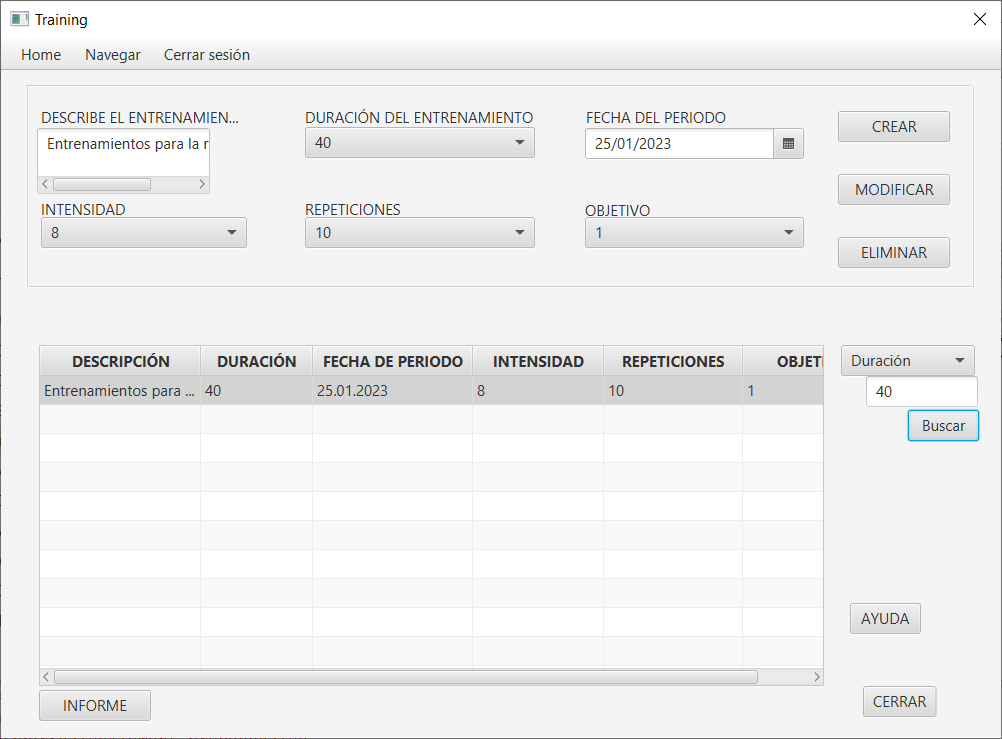 Training
Home Navegar Cerrar sesión
DESCRIBE EL ENTRENAMIEN... DURACIÓN DEL ENTRENAMIENTO FECHA DEL PERIODO
Entrenamientos para la r 40 25/01/2023 CREAR
MODIFICAR
INTENSIDAD REPETICIONES OBJETIVO
8 10 1
ELIMINAR
DESCRIPCIÓN DURACIÓN FECHA DE PERIODO INTENSIDAD REPETICIONES OBJETI Duración
Entrenamientos para ... 40 25.01.2023 8 10 1 40
Buscar
AYUDA
INFORME CERRAR